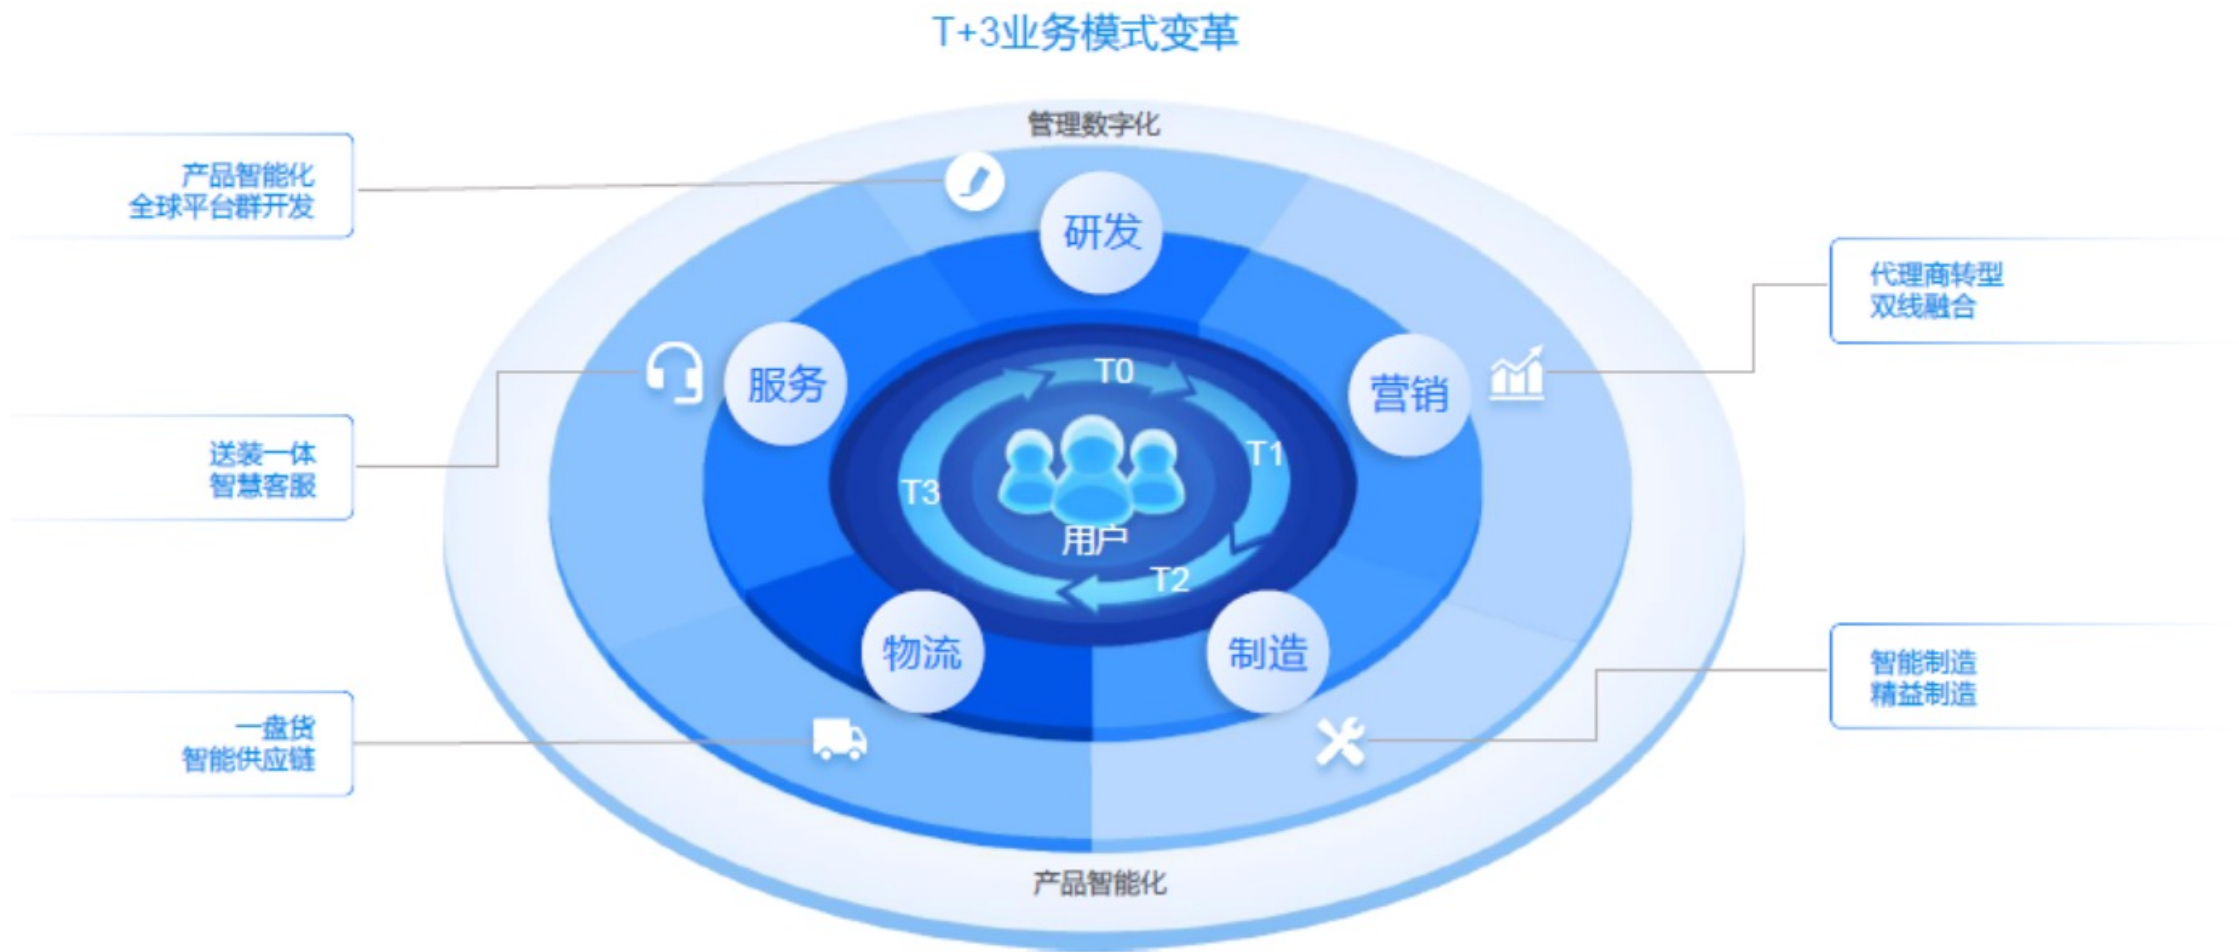 T+3业务模式变革
管理数字化
产品智能化
全球平台群开发
研发
代理商转型
双线融合
服务
营销
T0
T1
T3
用户
T2
送装一体
智慧客服
物流
制造
智能制造
精益制造
一盘货
智能供应链
产品智能化